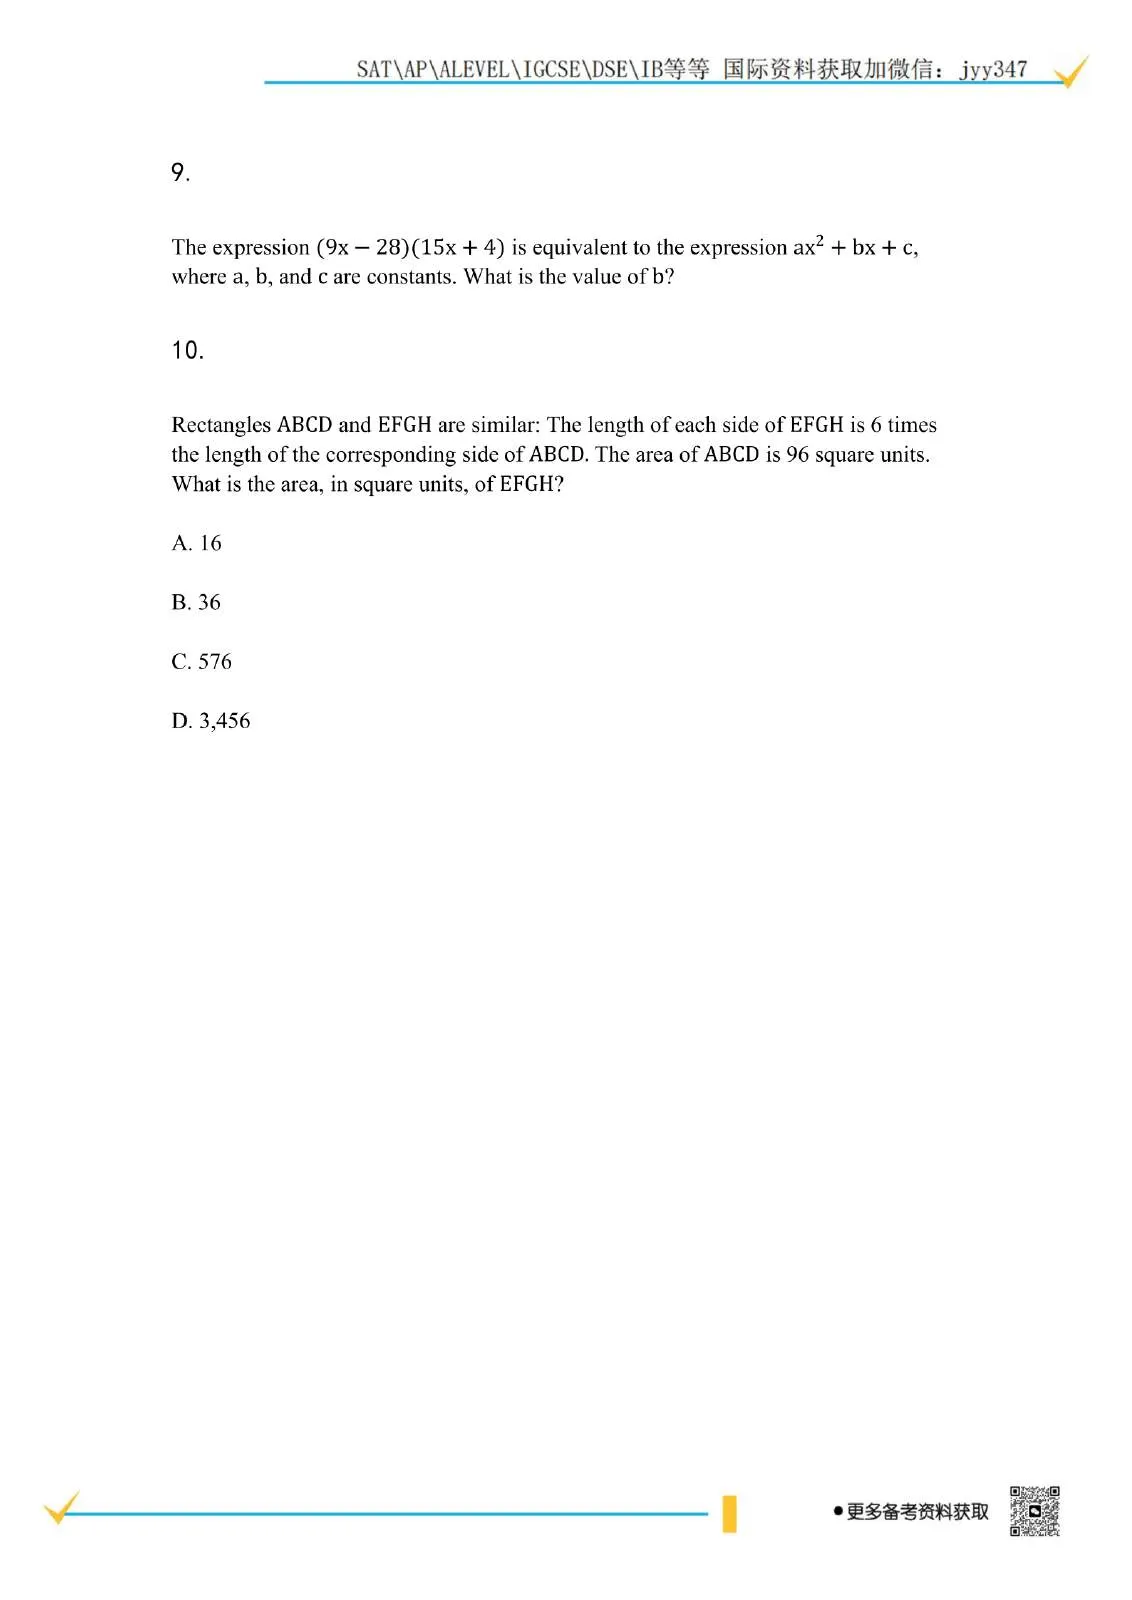 SAT\AP\ALEVEL\IGCSE\DSE\IB等等 国际资料获取加微信：jyy347
9.
The expression (9x − 28)(15x + 4) is equivalent to the expression ax² + bx + c,
where a, b, and c are constants. What is the value of b?
10.
Rectangles ABCD and EFGH are similar: The length of each side of EFGH is 6 times
the length of the corresponding side of ABCD. The area of ABCD is 96 square units.
What is the area, in square units, of EFGH?
A. 16
B. 36
C. 576
D. 3,456
●更多备考资料获取